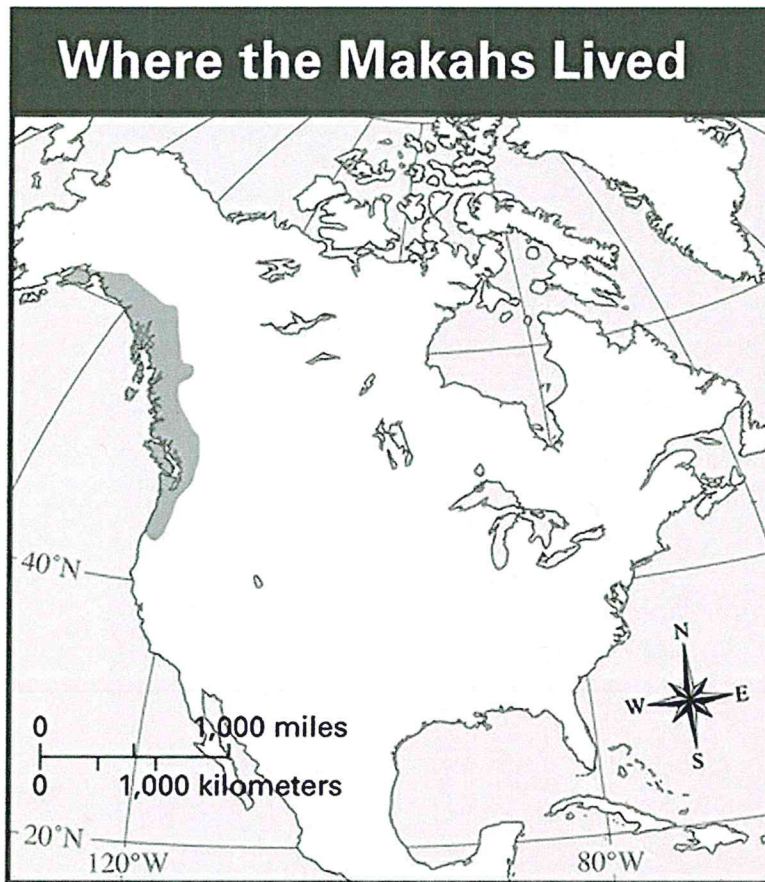 Where the Makahs Lived
40°N
N
W E
S
0 1,000 miles
0 1,000 kilometers
20°N
120°W 80°W